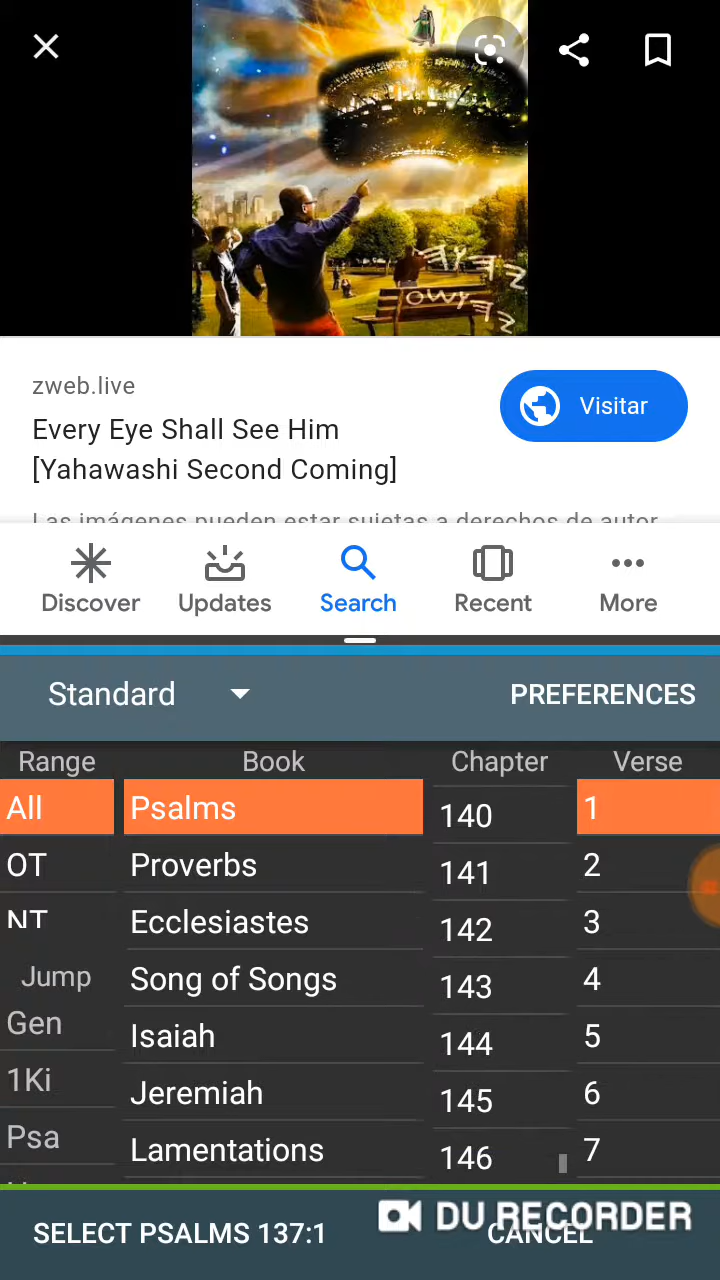 zweb.live
Visitar
Every Eye Shall See Him
[Yahawashi Second Coming]
Las imágenes pueden estar sujetas a derechos de autor.
Discover Updates Search Recent More
Standard PREFERENCES
Range Book Chapter Verse
All Psalms 140 1
OT Proverbs 141 2
NT Ecclesiastes 142 3
Jump Song of Songs 143 4
Gen Isaiah 144 5
1Ki Jeremiah 145 6
Psa Lamentations 146 7
SELECT PSALMS 137:1 CANCEL
DU RECORDER